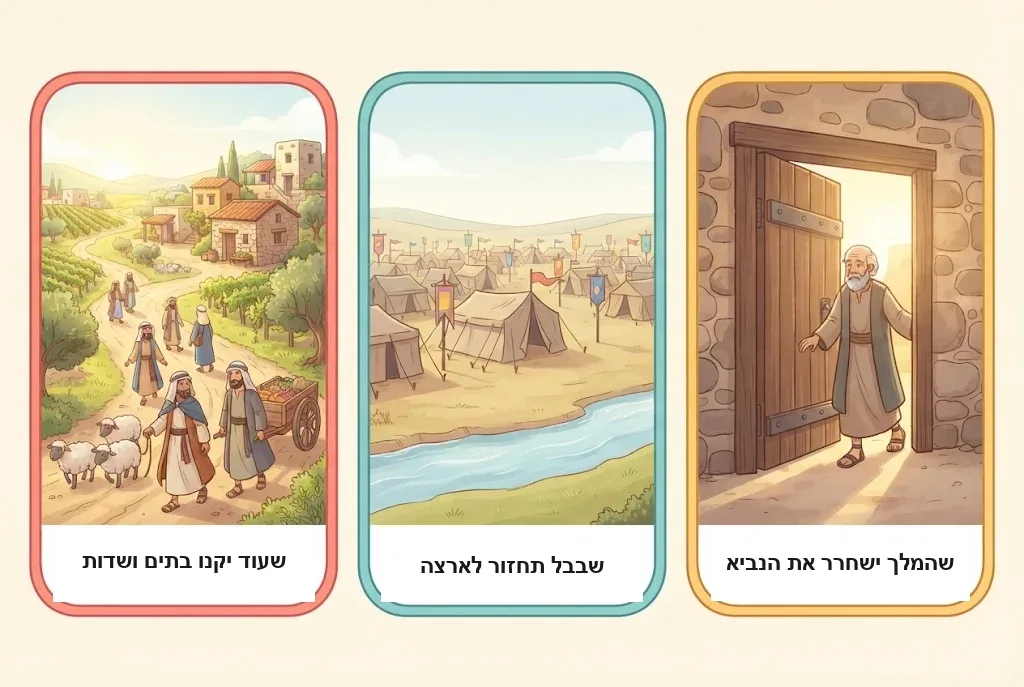 שהמלך ישחרר את הנביא
שבבל תחזור לארצה
שעוד יקנו בתים ושדות